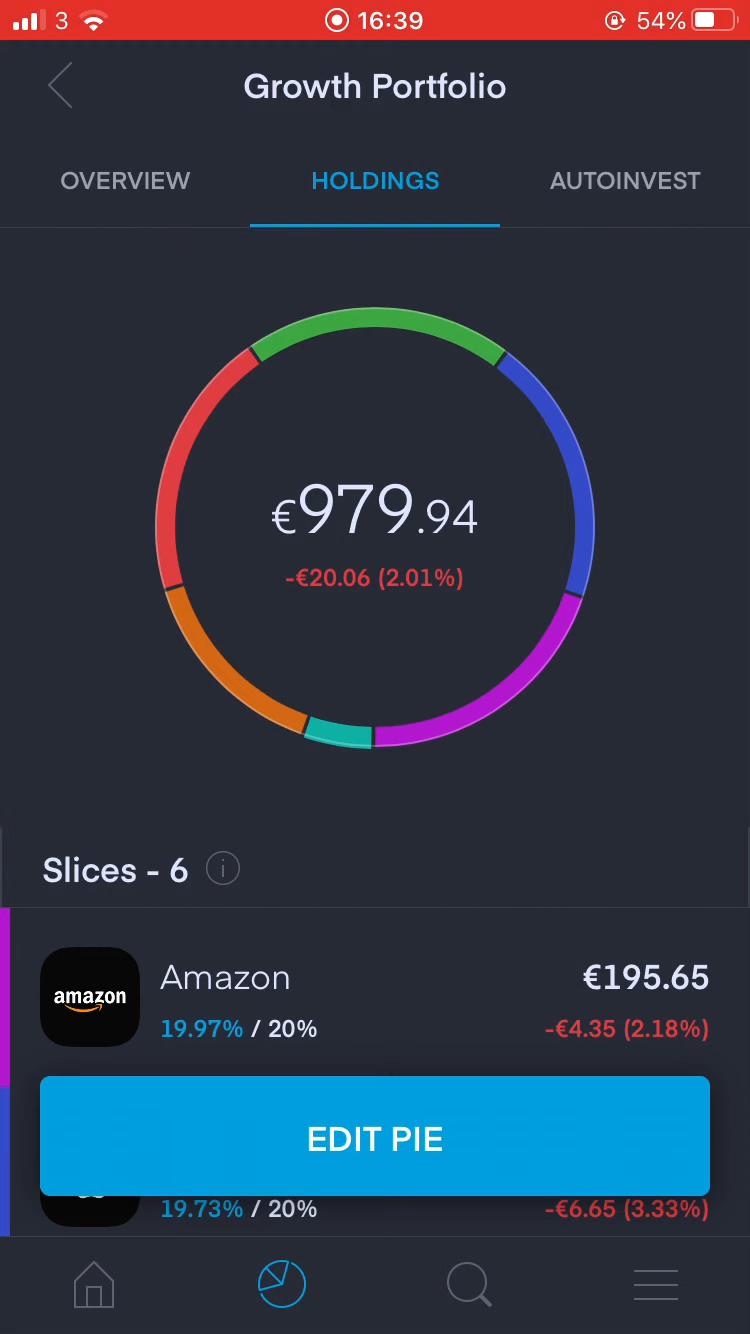 3 16:39 54%
Growth Portfolio
OVERVIEW HOLDINGS AUTOINVEST
€979.94
-€20.06 (2.01%)
Slices - 6 i
amazon Amazon €195.65
19.97% / 20% -€4.35 (2.18%)
EDIT PIE
19.73% / 20% -€6.65 (3.33%)